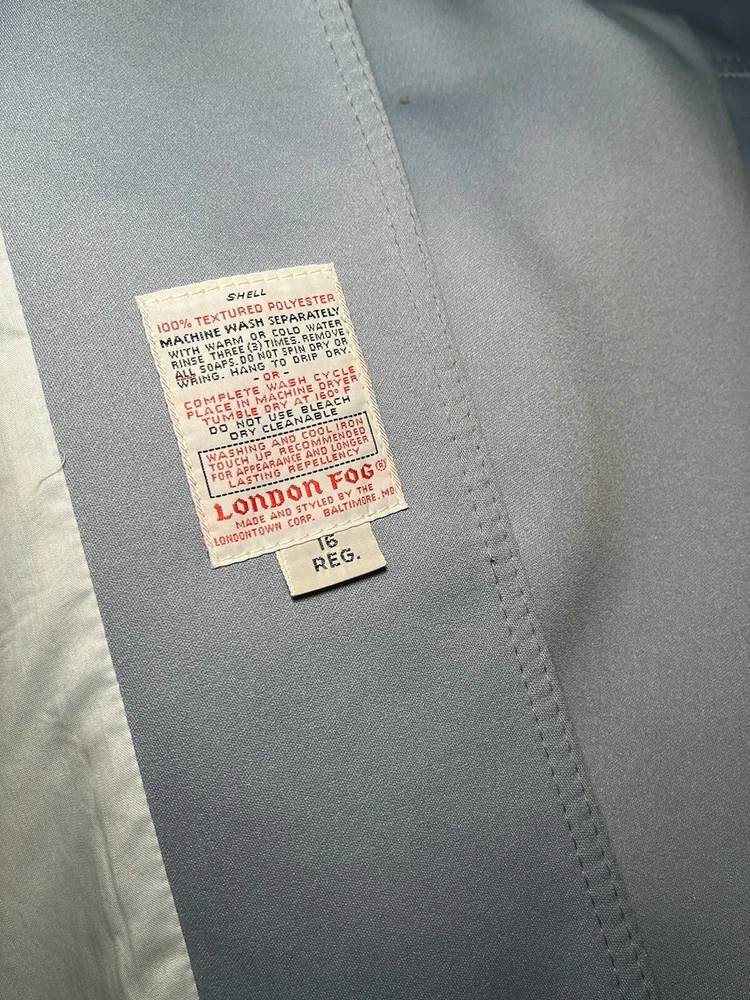 SHELL
100% TEXTURED POLYESTER
MACHINE WASH SEPARATELY
WITH WARM OR COLD WATER
RINSE THREE (3) TIMES. REMOVE
ALL SOAPS. DO NOT SPIN DRY OR
WRING. HANG TO DRIP DRY.
-OR-
COMPLETE WASH CYCLE
PLACE IN MACHINE DRYER
TUMBLE DRY AT 160° F
DO NOT USE BLEACH
DRY CLEANABLE
WASHING AND COOL IRON
TOUCH UP RECOMMENDED
FOR APPEARANCE AND LONGER
LASTING REPELLENCY
LONDON FOG®
MADE AND STYLED BY THE
LONDONTOWN CORP. BALTIMORE, MD.
16
REG.